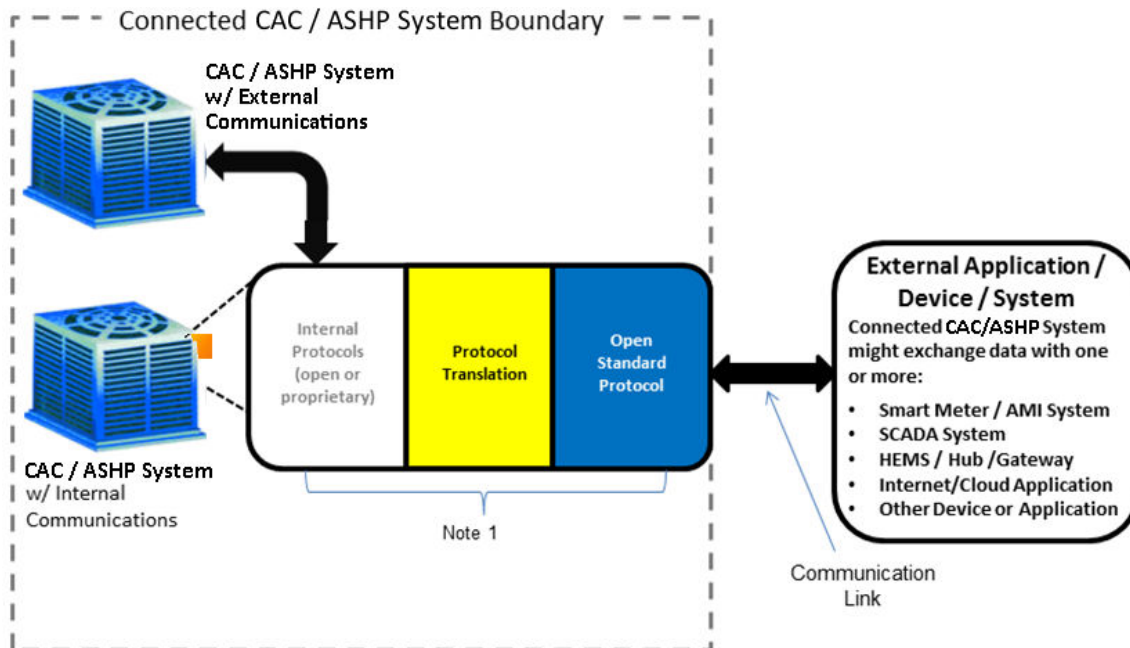 Connected CAC / ASHP System Boundary
CAC / ASHP System
w/ External
Communications
Internal
Protocols
(open or
proprietary)
Protocol
Translation
Open
Standard
Protocol
CAC / ASHP System
w/ Internal
Communications
Note 1
External Application /
Device / System
Connected CAC/ASHP System
might exchange data with one
or more:
• Smart Meter / AMI System
• SCADA System
• HEMS / Hub /Gateway
• Internet/Cloud Application
• Other Device or Application
Communication
Link